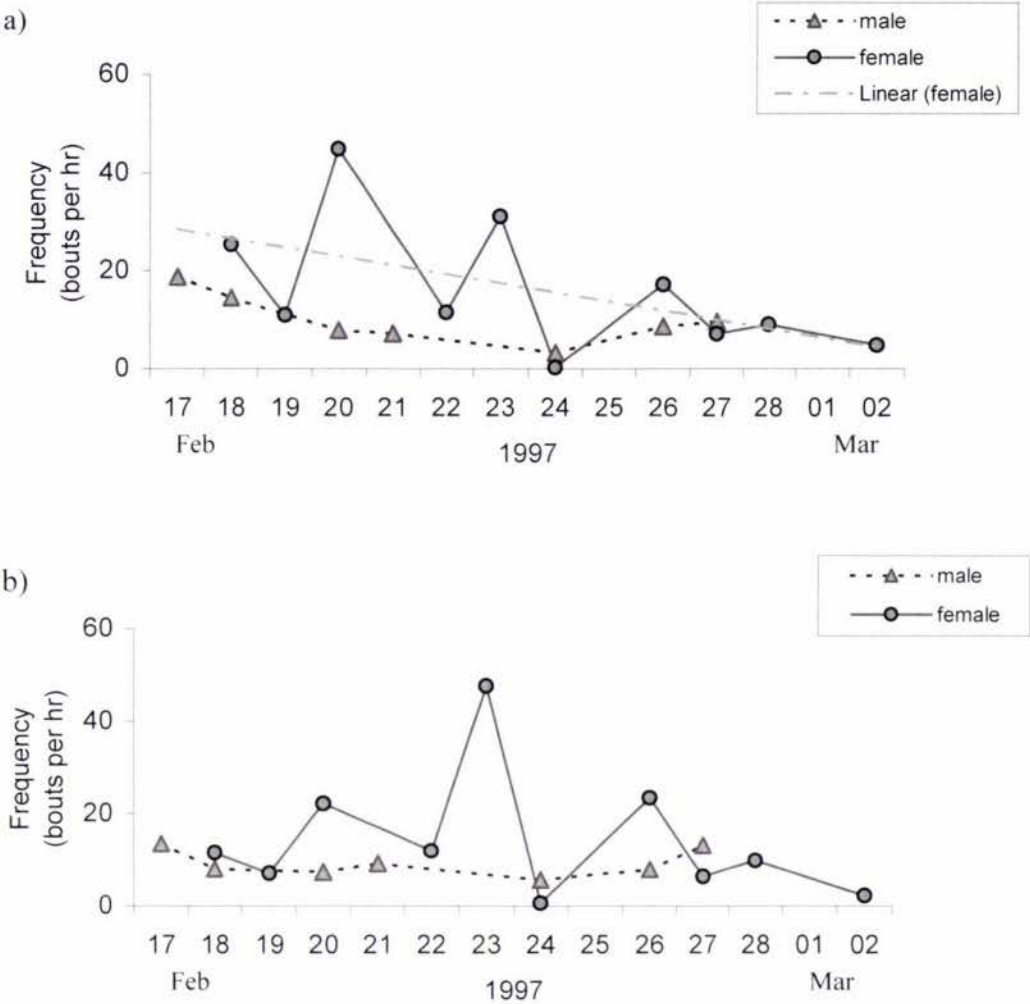 a)
male
female
Linear (female)
60
40
20
0
Frequency
(bouts per hr)
17 18 19 20 21 22 23 24 25 26 27 28 01 02
Feb 1997 Mar
b)
male
female
60
40
20
0
Frequency
(bouts per hr)
17 18 19 20 21 22 23 24 25 26 27 28 01 02
Feb 1997 Mar